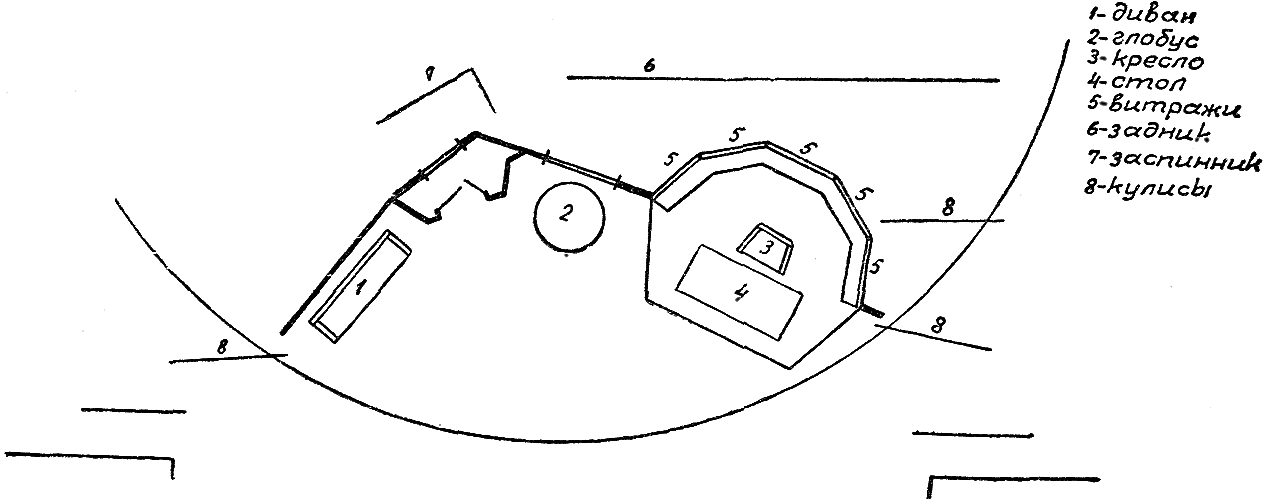 1-диван
2-глобус
3-кресло
4-стол
5-витражи
6-задник
7-заспинник
8-кулисы
7
6
5
5
5
5
5
8
2
3
1
4
8
8